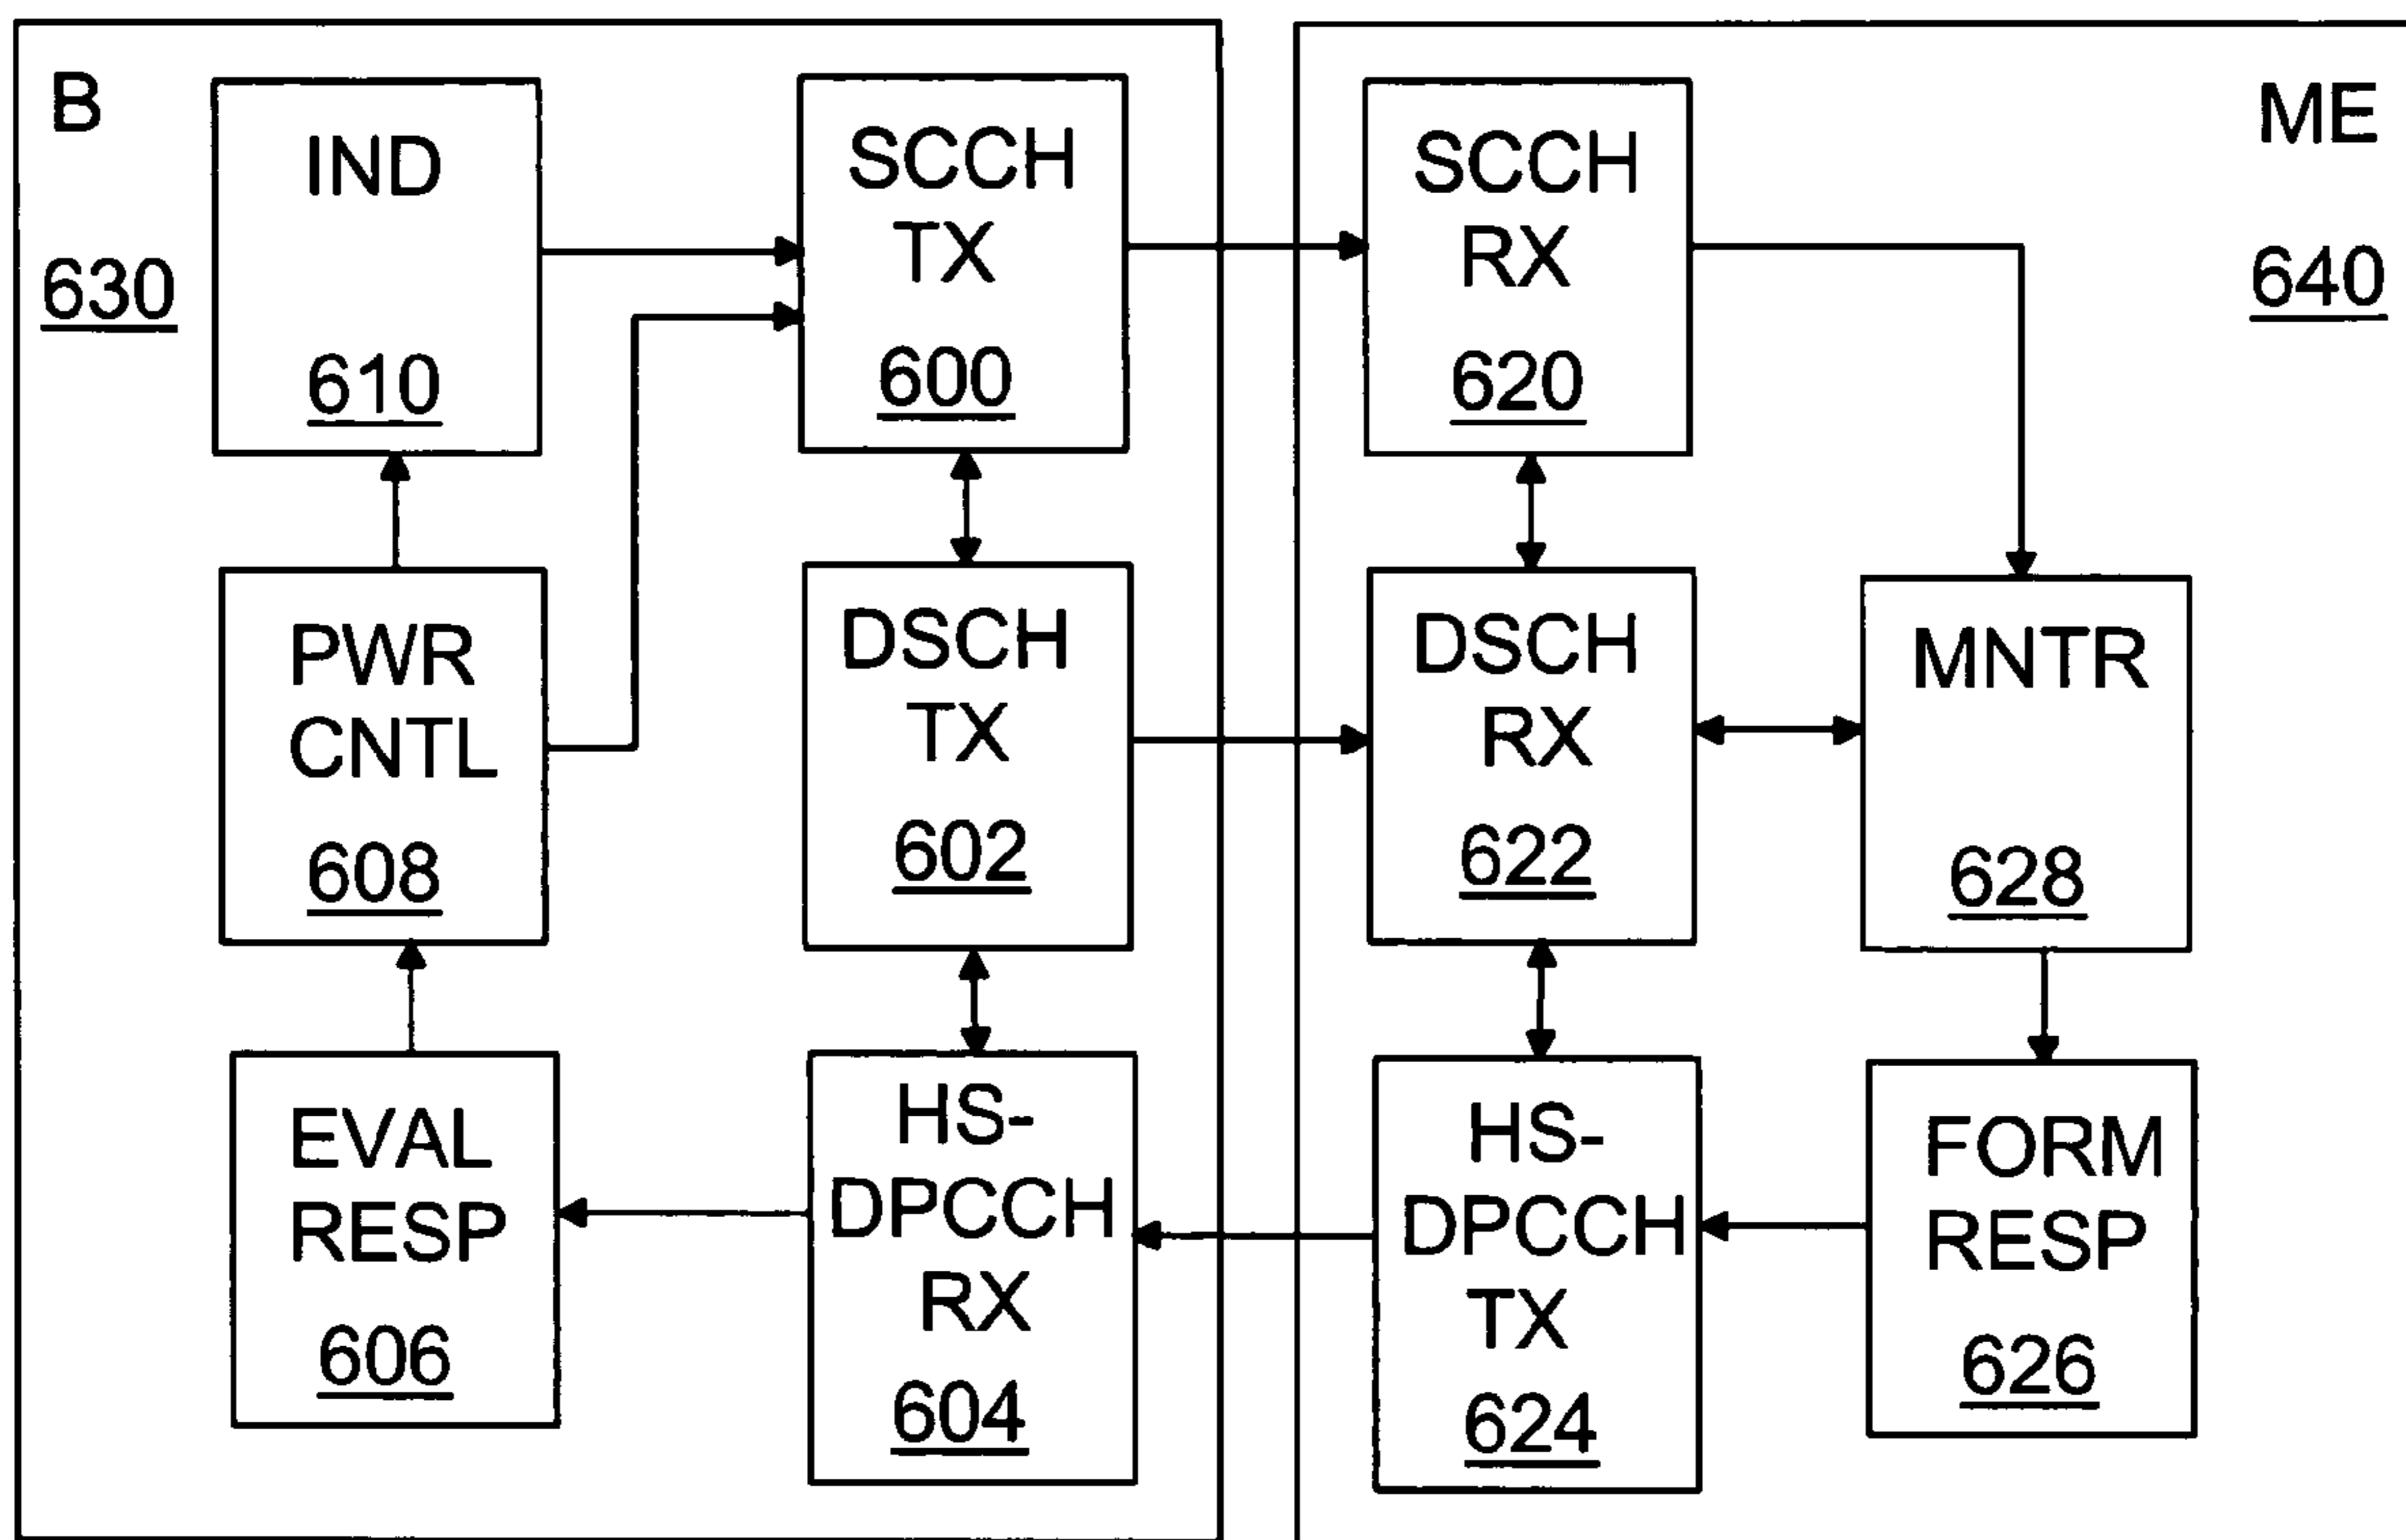 B
630
IND
610
SCCH
TX
600
PWR
CNTL
608
DSCH
TX
602
EVAL
RESP
606
HS-
DPCCH
RX
604
ME
640
SCCH
RX
620
DSCH
RX
622
MNTR
628
HS-
DPCCH
TX
624
FORM
RESP
626